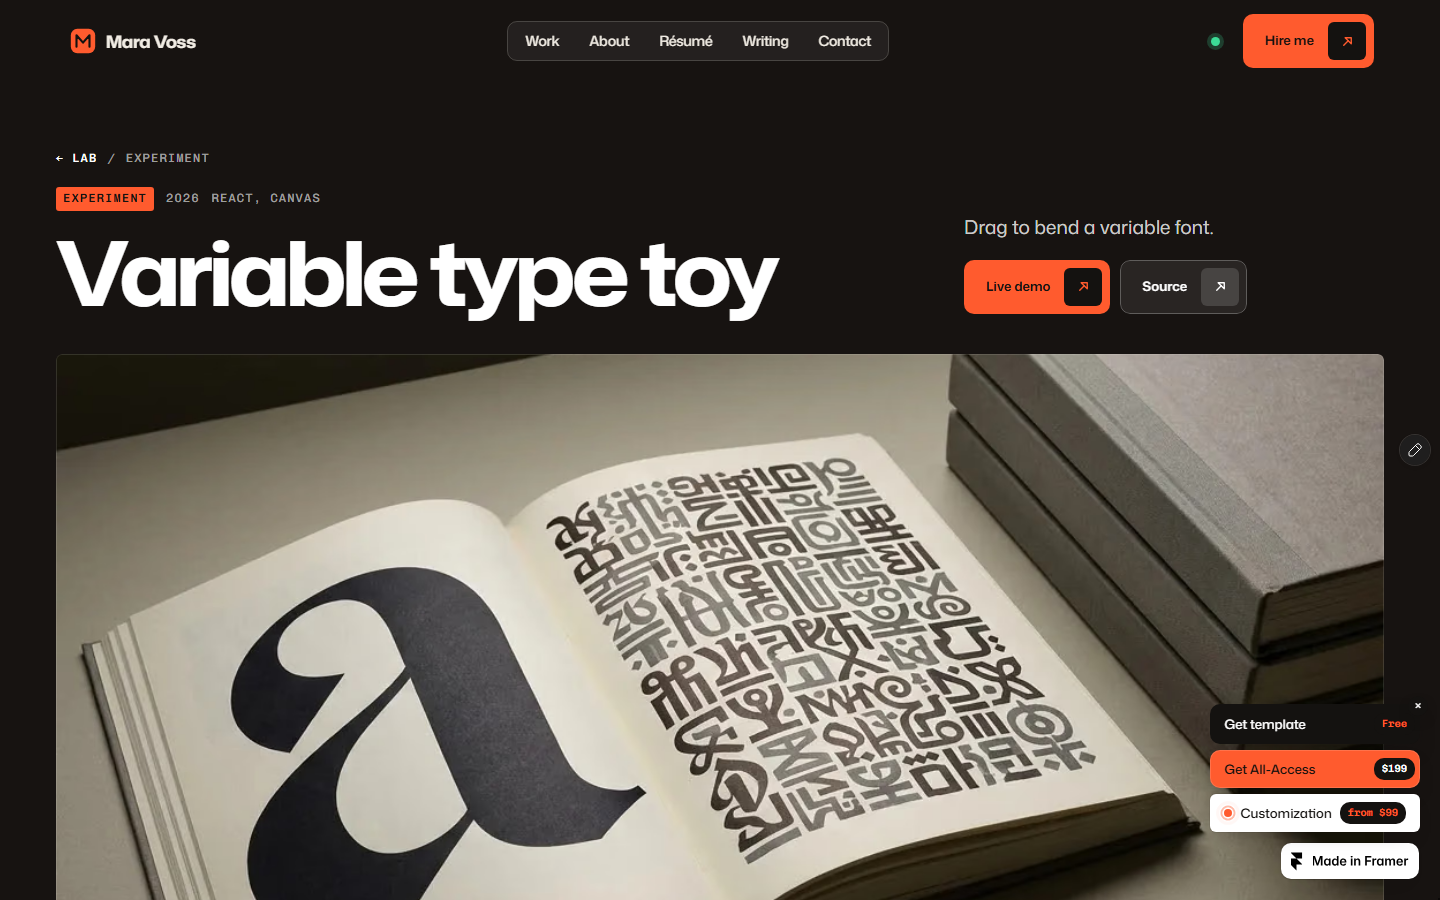 Mara Voss
Work
About
Résumé
Writing
Contact
Hire me
← LAB / EXPERIMENT
EXPERIMENT 2026 REACT, CANVAS
Variable type toy
Drag to bend a variable font.
Live demo
Source
a
Get template Free
Get All-Access $199
Customization from $99
Made in Framer